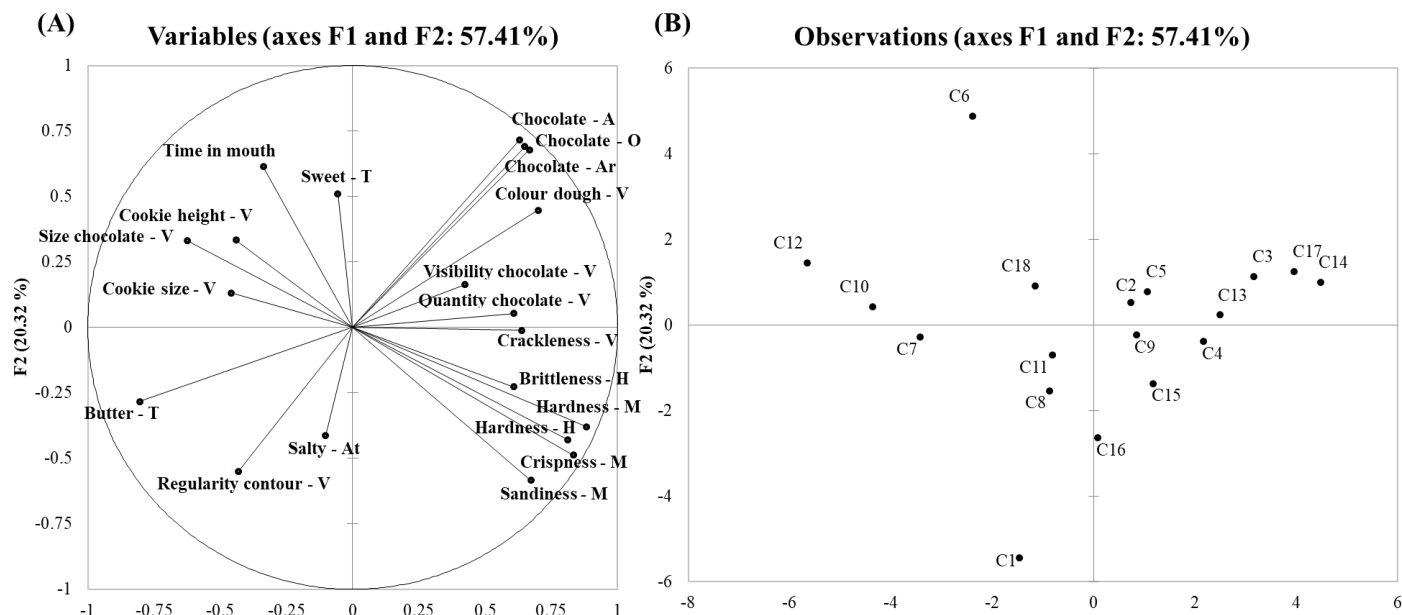 (A)
Variables (axes F1 and F2: 57.41%)
1
0.75
0.5
0.25
0
-0.25
-0.5
-0.75
-1
F2 (20.32 %)
Chocolate - A
Chocolate - O
Chocolate - Ar
Time in mouth
Sweet - T
Colour dough - V
Cookie height - V
Size chocolate - V
Visibility chocolate - V
Cookie size - V
Quantity chocolate - V
Crackleness - V
Brittleness - H
Butter - T
Hardness - M
Hardness - H
Salty - At
Crispness - M
Regularity contour - V
Sandiness - M
-1 -0.75 -0.5 -0.25 0 0.25 0.5 0.75 1
(B)
Observations (axes F1 and F2: 57.41%)
6
4
2
0
-2
-4
-6
F2 (20.32 %)
C6
C12
C18
C3
C17
C14
C10
C2
C5
C13
C7
C9
C4
C11
C8
C15
C16
C1
-8 -6 -4 -2 0 2 4 6